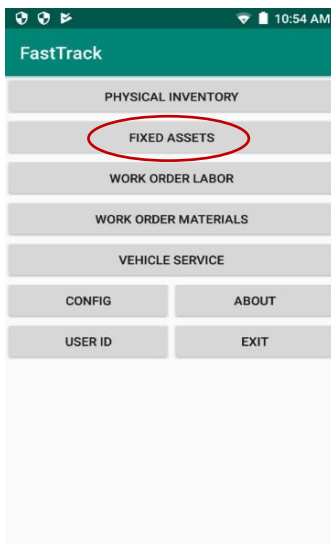 10:54 AM
FastTrack
PHYSICAL INVENTORY
FIXED ASSETS
WORK ORDER LABOR
WORK ORDER MATERIALS
VEHICLE SERVICE
CONFIG ABOUT
USER ID EXIT